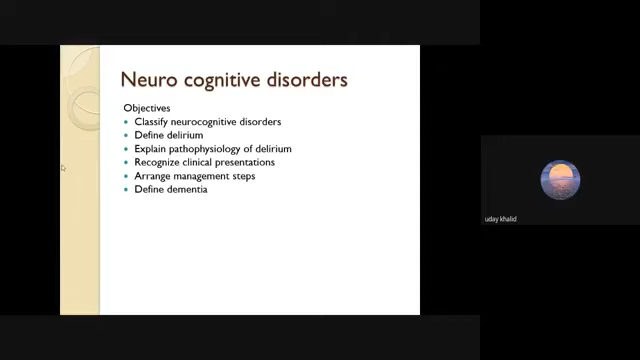 Neuro cognitive disorders
Objectives
• Classify neurocognitive disorders
• Define delirium
• Explain pathophysiology of delirium
• Recognize clinical presentations
• Arrange management steps
• Define dementia
uday khalid